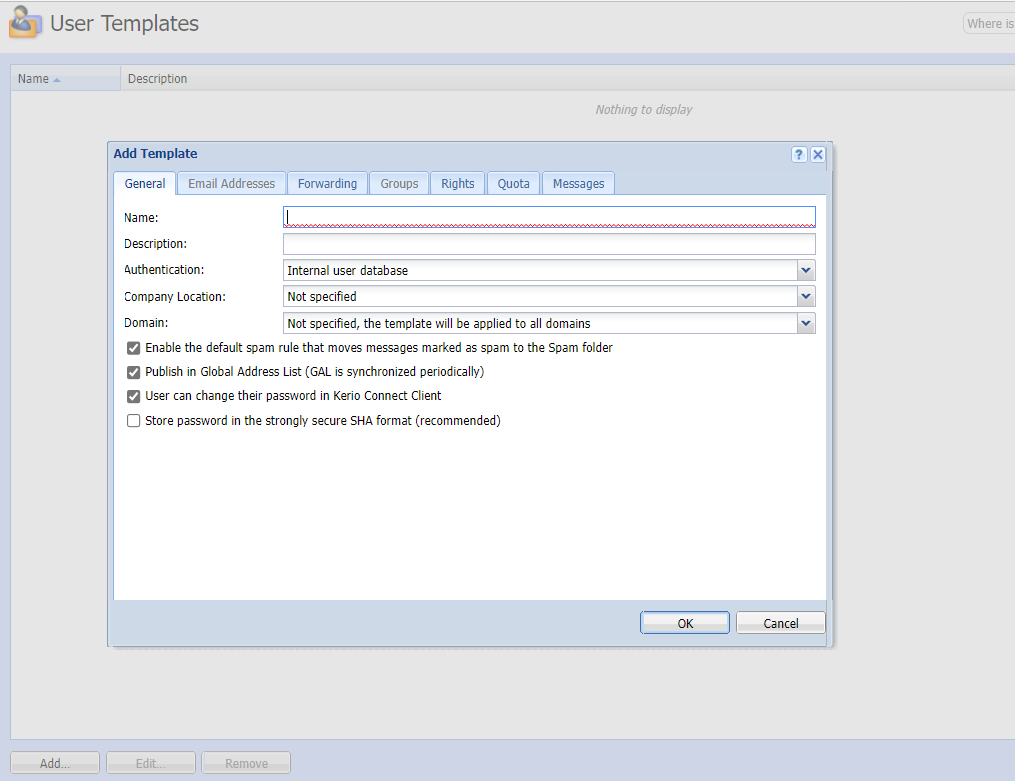 User Templates
Where is
Name Description
Nothing to display
Add Template
?
General Email Addresses Forwarding Groups Rights Quota Messages
Name:
Description:
Authentication: Internal user database
Company Location: Not specified
Domain: Not specified, the template will be applied to all domains
Enable the default spam rule that moves messages marked as spam to the Spam folder
Publish in Global Address List (GAL is synchronized periodically)
User can change their password in Kerio Connect Client
Store password in the strongly secure SHA format (recommended)
OK Cancel
Add... Edit... Remove